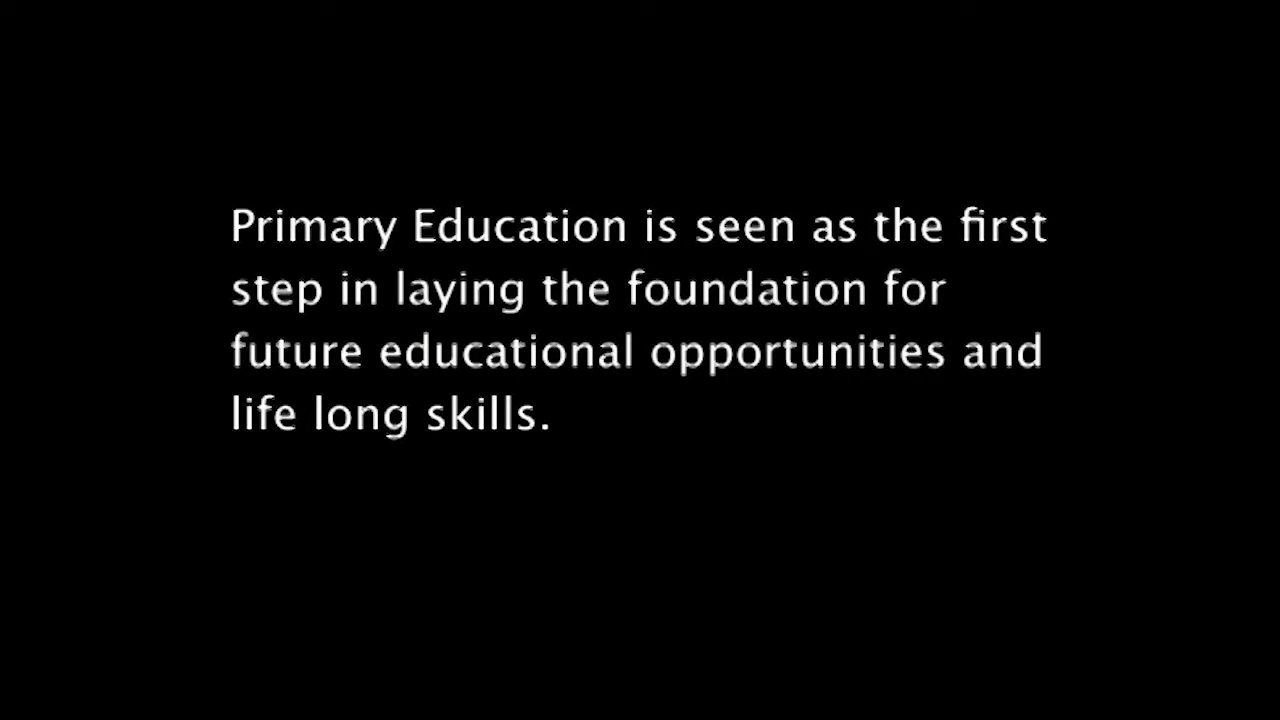 Primary Education is seen as the first
step in laying the foundation for
future educational opportunities and
life long skills.